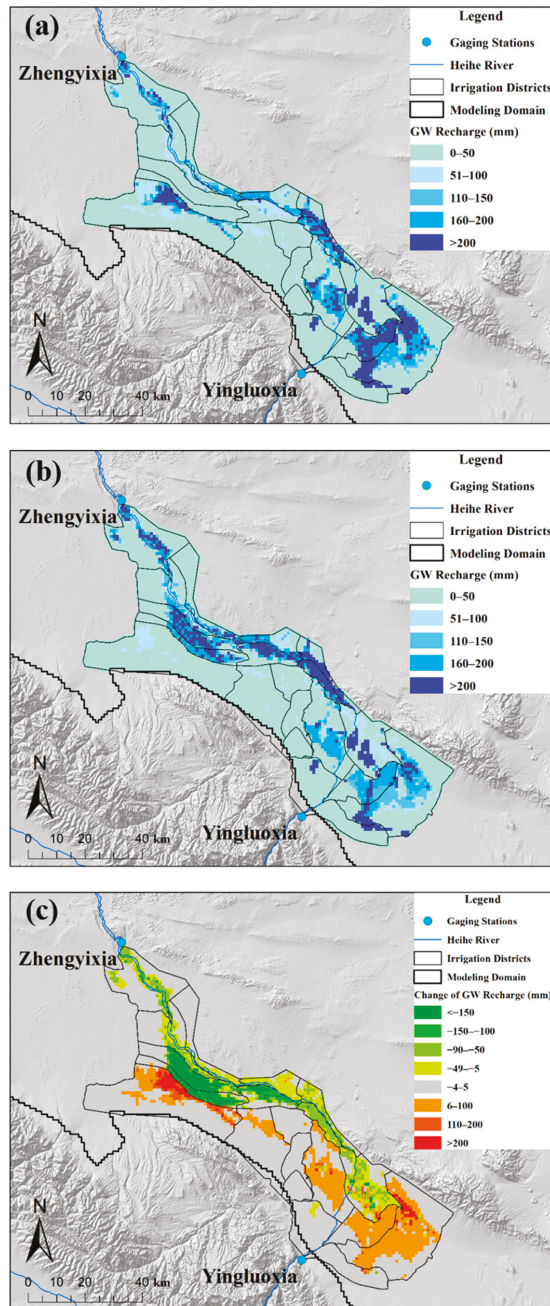 (a)
Zhengyixia
Yingluoxia
N
0 20 40 km
Legend
Gaging Stations
Heihe River
Irrigation Districts
Modeling Domain
GW Recharge (mm)
0–50
51–100
110–150
160–200
>200
(b)
Zhengyixia
Yingluoxia
N
0 20 40 km
Legend
Gaging Stations
Heihe River
Irrigation Districts
Modeling Domain
GW Recharge (mm)
0–50
51–100
110–150
160–200
>200
(c)
Zhengyixia
Yingluoxia
N
0 20 40 km
Legend
Gaging Stations
Heihe River
Irrigation Districts
Modeling Domain
Change of GW Recharge (mm)
<−150
−150–−100
−90–−50
−49–−5
−4–5
6–100
110–200
>200